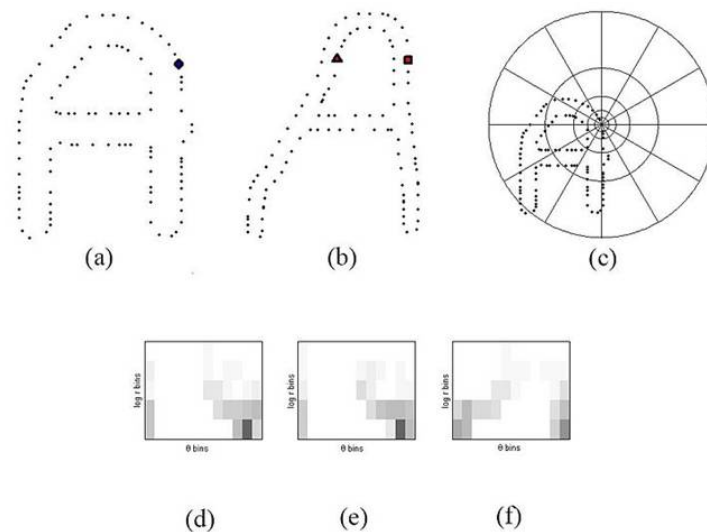 (a)
(b)
(c)
log r bins
θ bins
log r bins
θ bins
log r bins
θ bins
(d)
(e)
(f)